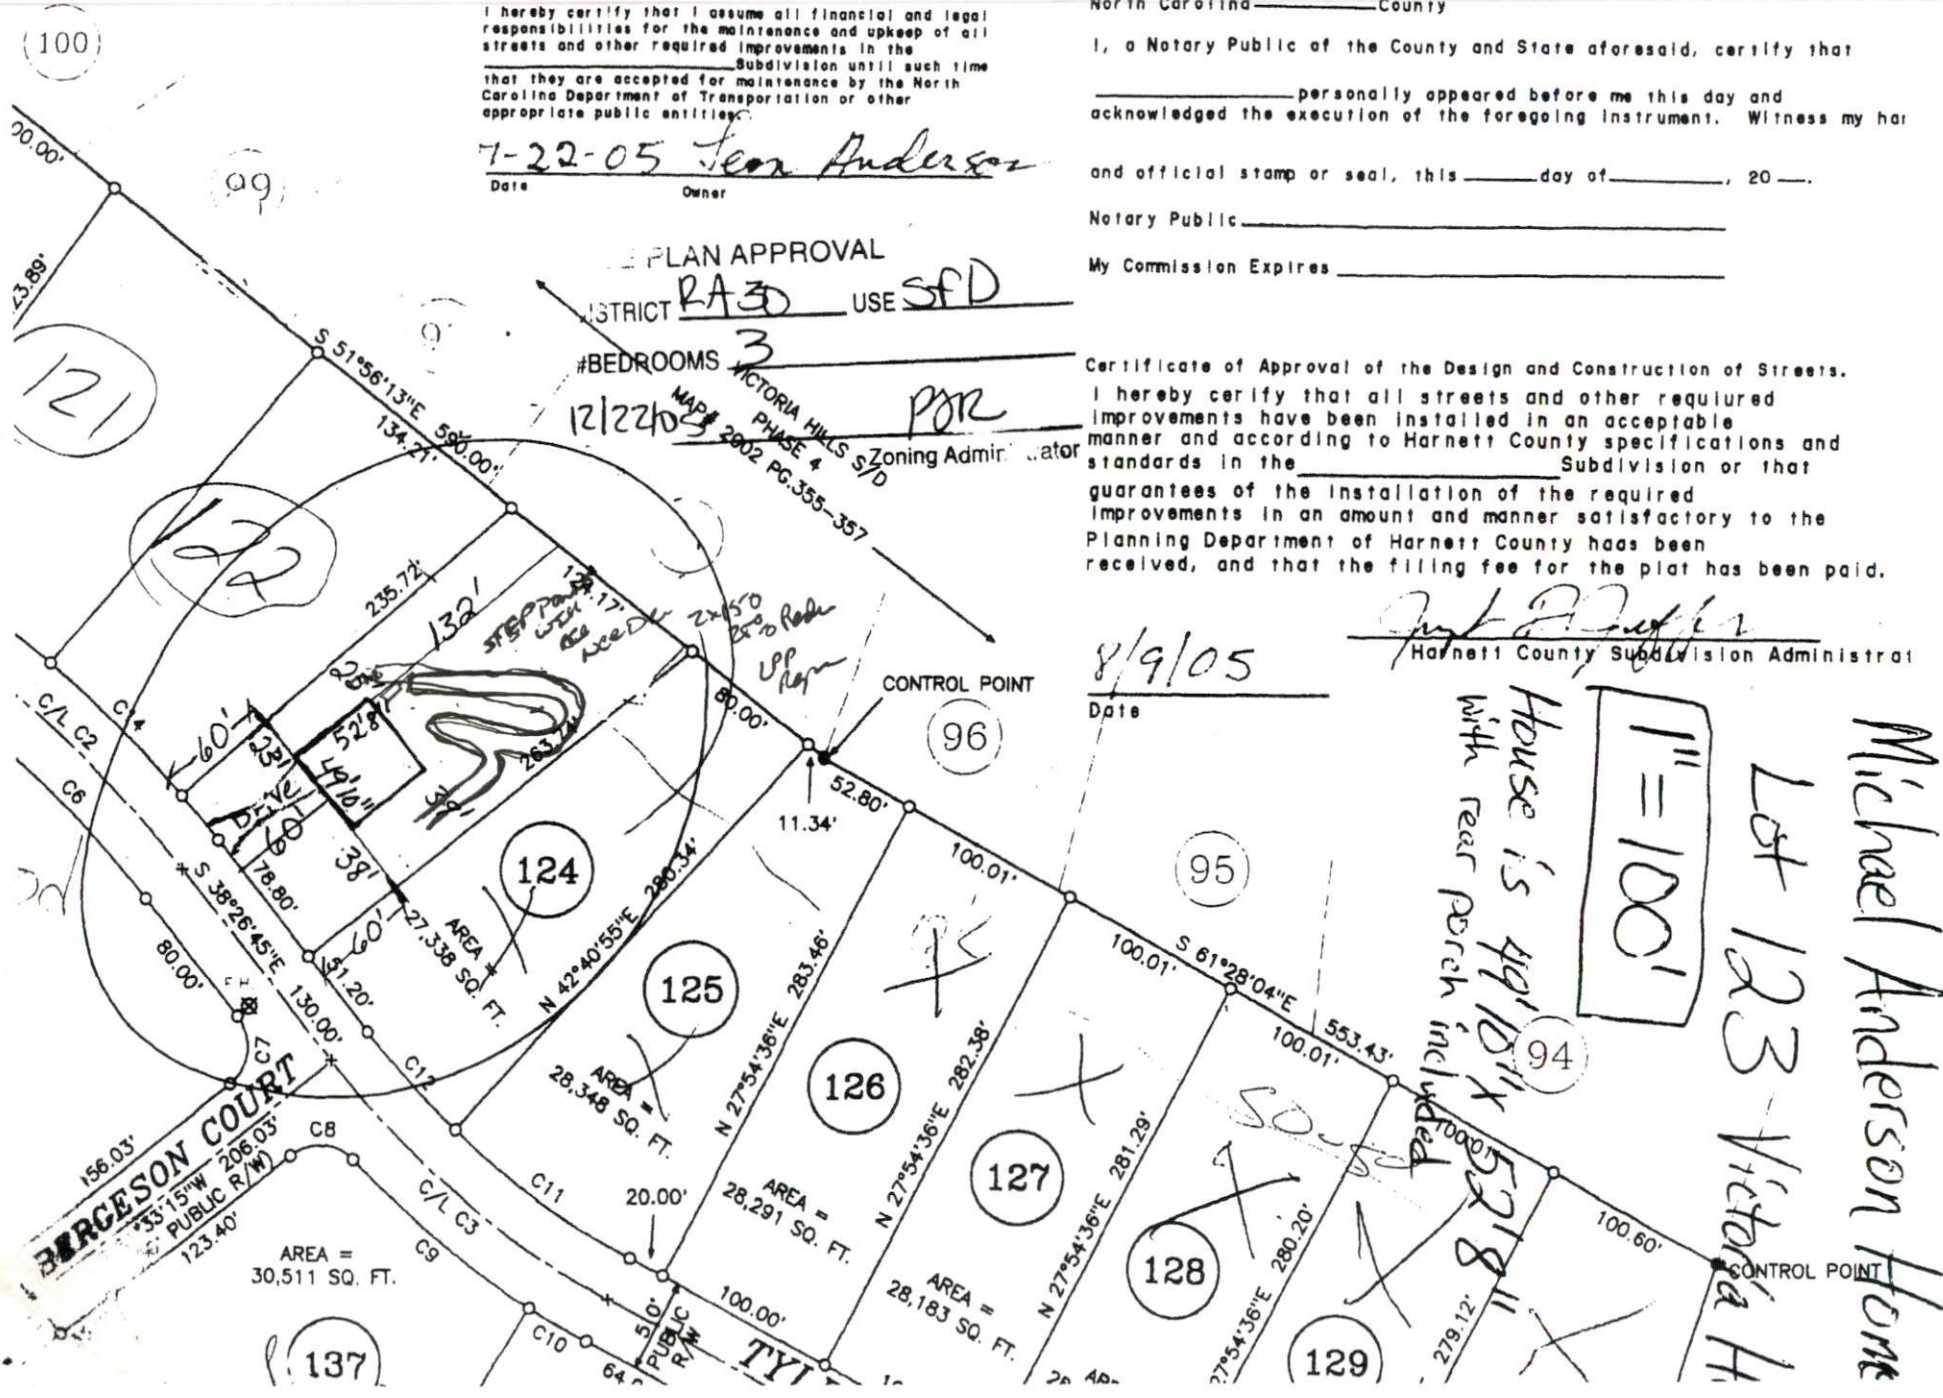 I hereby certify that I assume all financial and legal
responsibilities for the maintenance and upkeep of all
streets and other required improvements in the
Subdivision until such time
that they are accepted for maintenance by the North
Carolina Department of Transportation or other
appropriate public entities.
7-22-05 Anderson
Date Owner
North Carolina County
I, a Notary Public of the County and State aforesaid, certify that
personally appeared before me this day and
acknowledged the execution of the foregoing instrument. Witness my
and official stamp or seal, this day of , 20 .
Notary Public
My Commission Expires
PLAN APPROVAL
ISTRICT RA30 USE SFD
#BEDROOMS 3
12/22/05
Zoning Admin
Certificate of Approval of the Design and Construction of Streets.
I hereby cerify that all streets and other requiured
improvements have been installed in an acceptable
manner and according to Harnett County specifications and
standards in the Subdivision or that
guarantees of the installation of the required
improvements in an amount and manner satisfactory to the
Planning Department of Harnett County haas been
received, and that the filing fee for the plat has been paid.
Harnett County Subdivision Administrat
8/9/05
Date
VICTORIA HILLS S/D
PHASE 4
MAP# 2002 PG.355-357
100
99
121
122
00.00'
S 51°56'13"E 590.00'
134.21'
235.72'
132'
80.00'
263.74'
CONTROL POINT
96
11.34'
52.80'
100.01'
95
100.01'
S 61°28'04"E 553.43'
100.01'
94
100.60'
CONTROL POINT
C14
C/L C2
C6
60'
25'
23'
52'8"
49'10"
Drive
60
39'
38'
60'
78.80'
S 38°26'45"E 130.00'
51.20'
80.00'
C7
C12
C8
124
AREA =
27,338 SQ. FT.
280.34'
N 42°40'55"E
125
AREA =
28,348 SQ. FT.
N 27°54'36"E 283.46'
126
AREA =
28,291 SQ. FT.
N 27°54'36"E 282.38'
127
AREA =
28,183 SQ. FT.
N 27°54'36"E 281.29'
128
27°54'36"E 280.20'
129
279.12'
BERGESON COURT
156.03'
°33'15"W 206.03'
PUBLIC R/W)
123.40'
AREA =
30,511 SQ. FT.
137
C/L C3
C9
C10
C11
20.00'
100.00'
PUBLIC
R/W
1" = 100'
House is 49'10" x 52'8"
with rear porch included
Lot 123 Victoria H
Michael Anderson Home